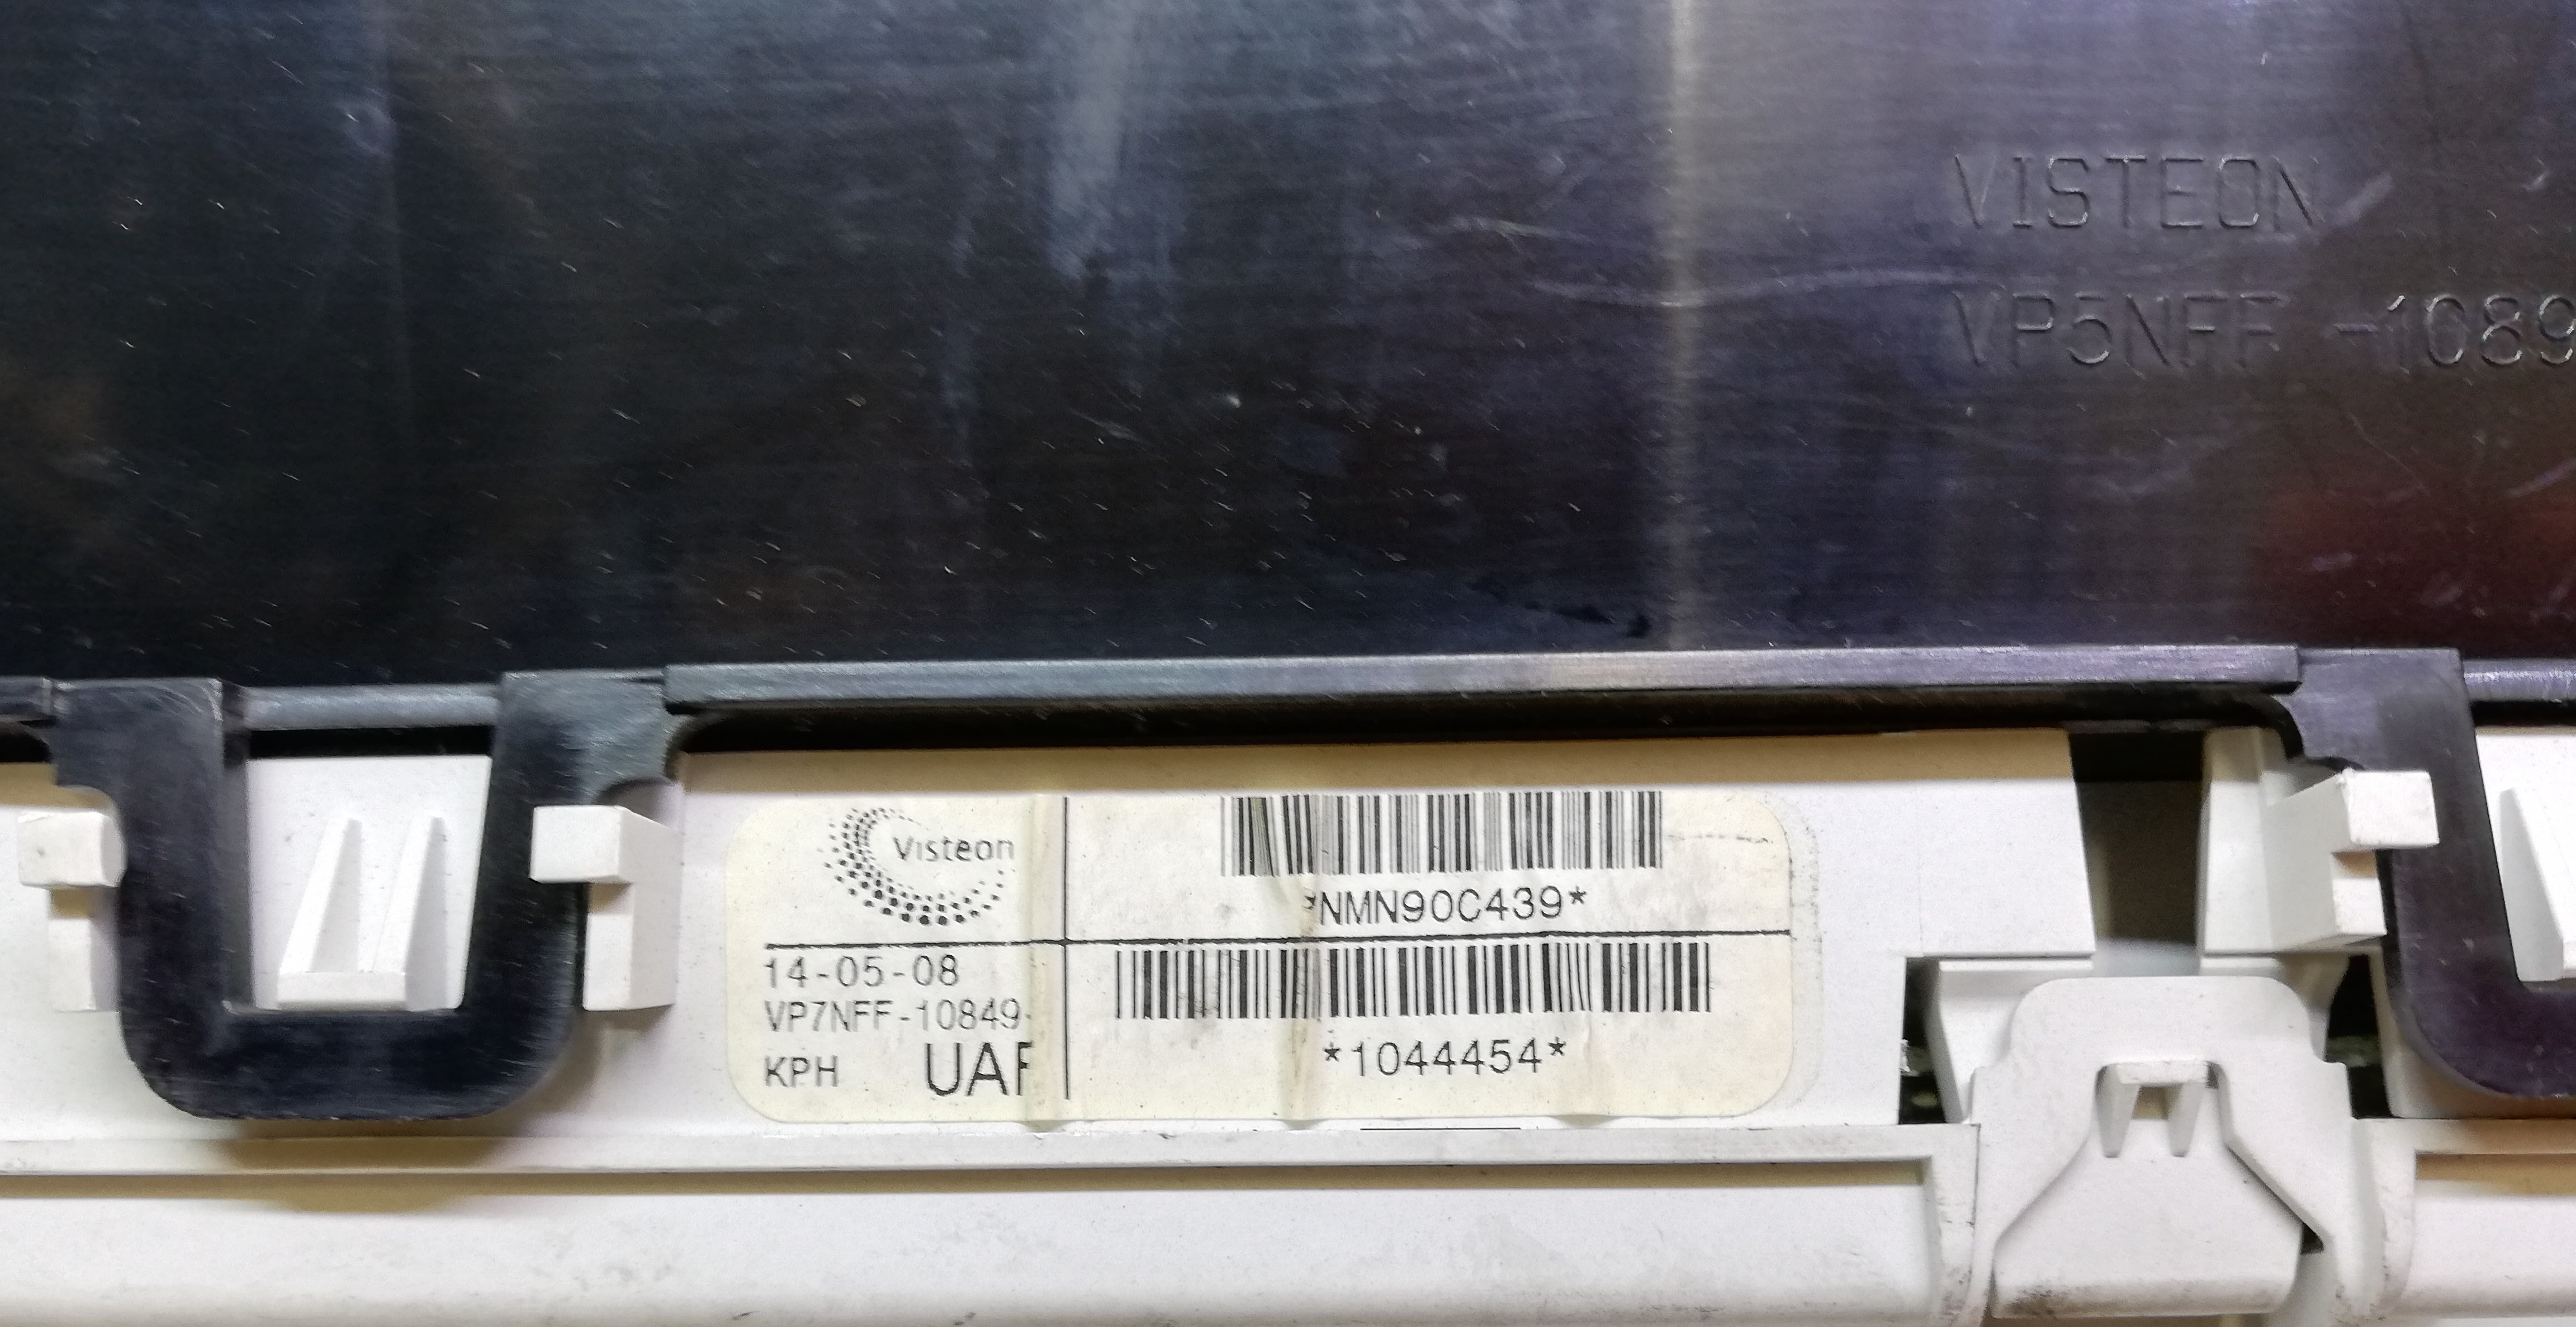 VISTEON
VP5NFF -1089
Visteon
*NMN90C439*
14-05-08
VP7NFF-10849-
KPH UAF
*1044454*